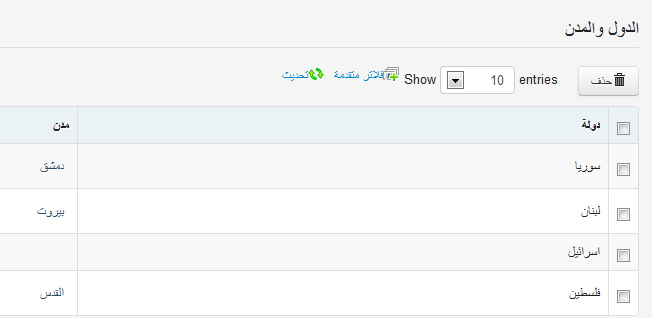 الدول والمدن
حذف Show 10 entries فلاتر متقدمة تحديث
دولة مدن
سوريا دمشق
لبنان بيروت
اسرائيل
فلسطين القدس